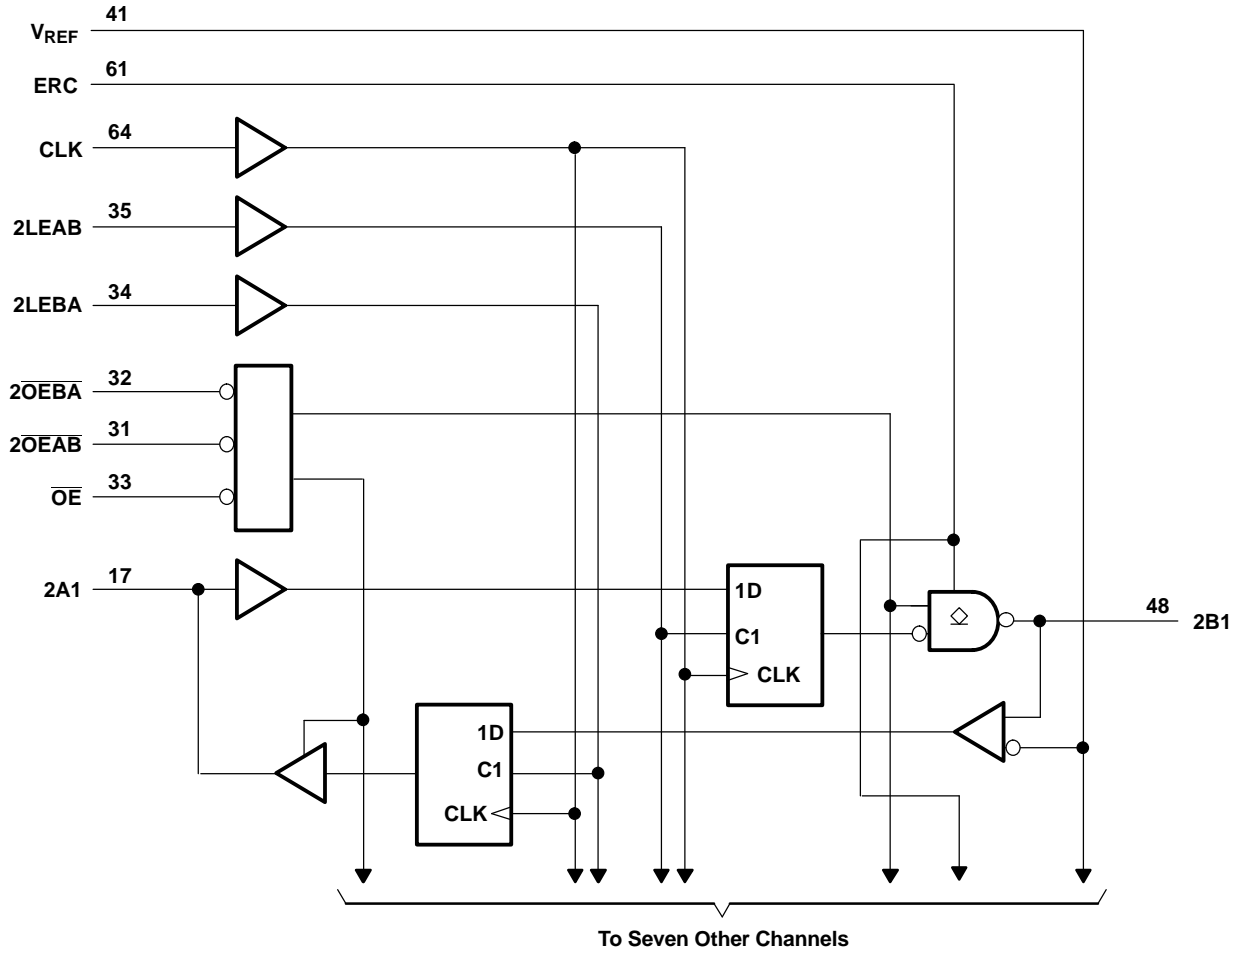 41
VREF
61
ERC
64
CLK
35
2LEAB
34
2LEBA
32
2OEBA
31
2OEAB
33
OE
17
2A1
1D
C1
CLK
48
2B1
1D
C1
CLK
To Seven Other Channels